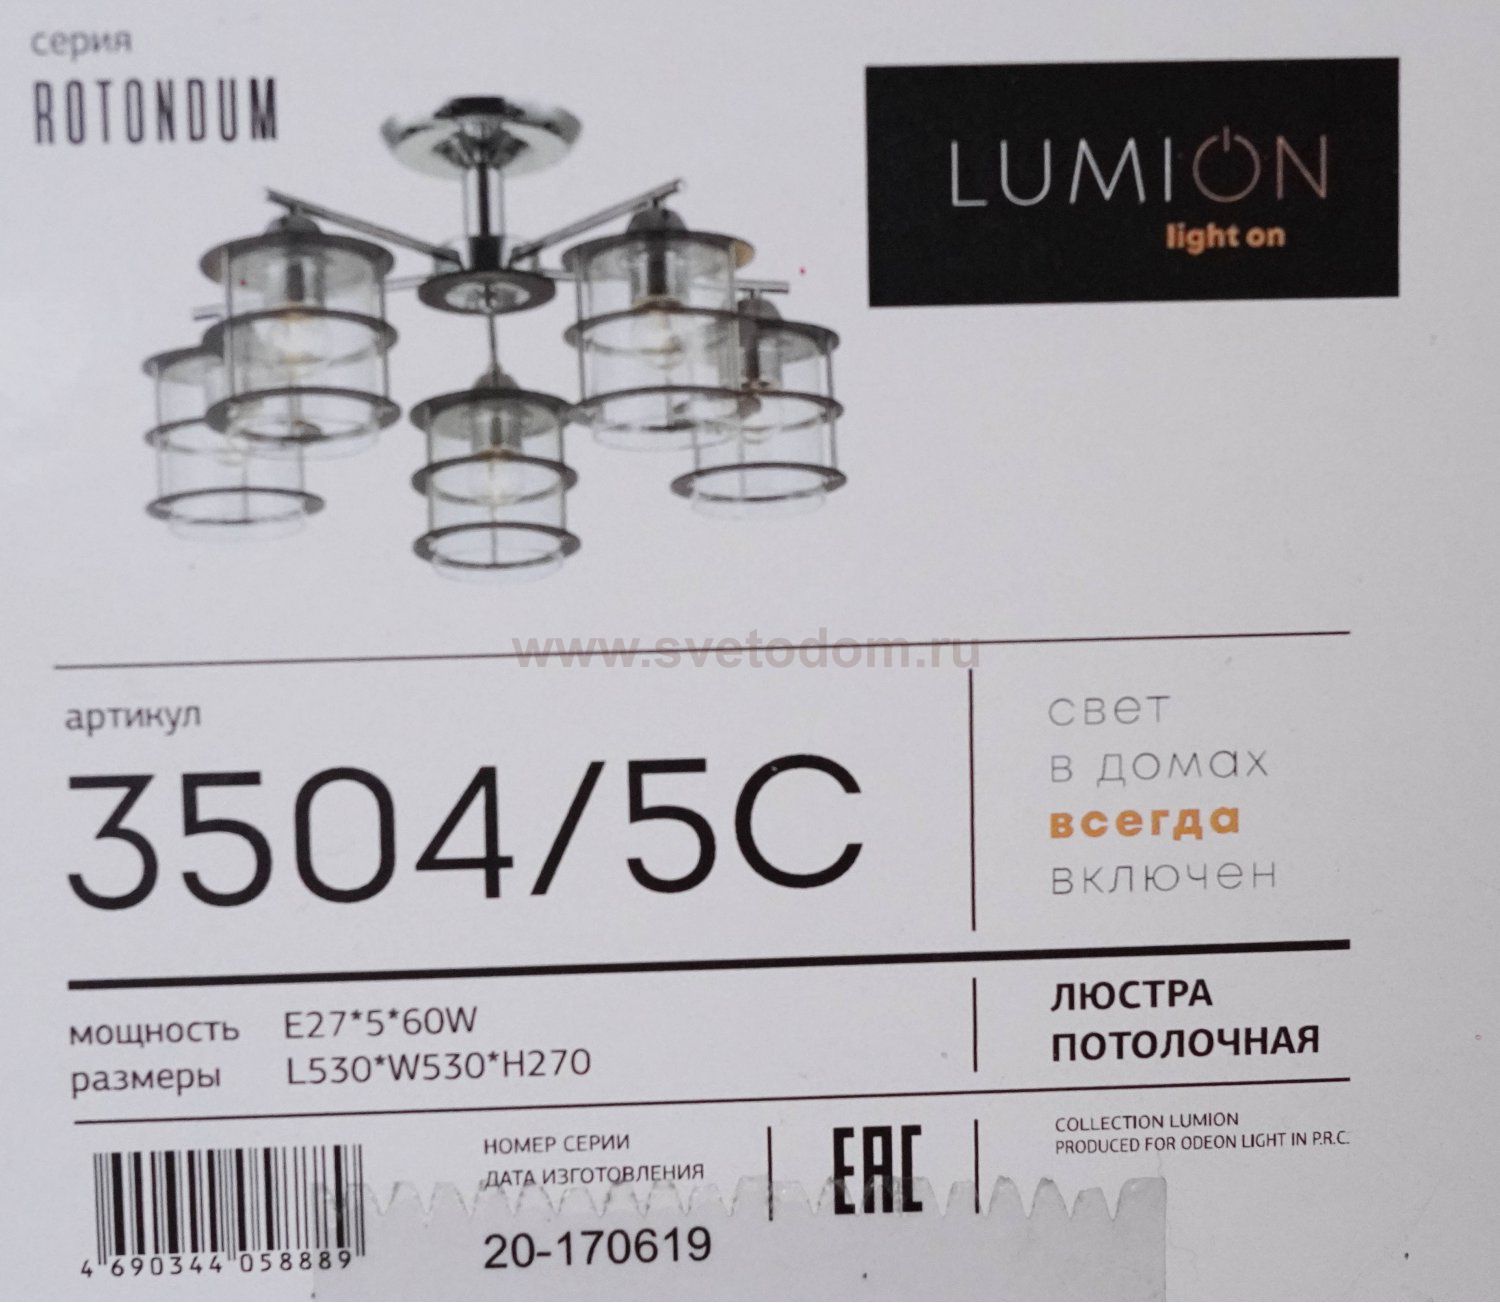 серия
ROTONDUM
LUMION
light on
www.svetodom.ru
артикул
3504/5C
свет
в домах
всегда
включен
мощность E27*5*60W
размеры L530*W530*H270
ЛЮСТРА
ПОТОЛОЧНАЯ
4 690344 058889
НОМЕР СЕРИИ
ДАТА ИЗГОТОВЛЕНИЯ
20-170619
EAC
COLLECTION LUMION
PRODUCED FOR ODEON LIGHT IN P.R.C.